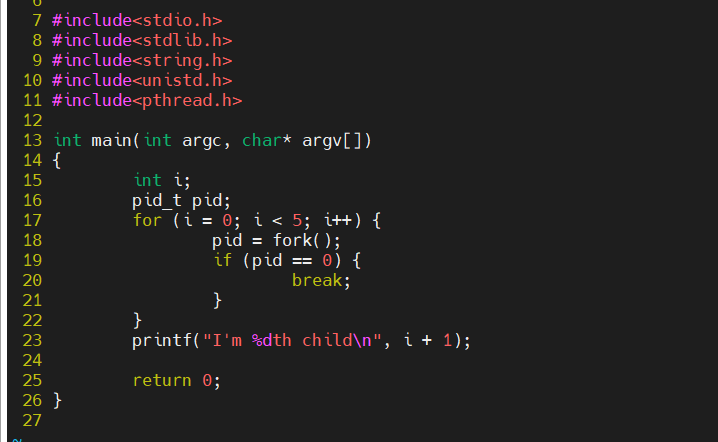 6
7 #include<stdio.h>
8 #include<stdlib.h>
9 #include<string.h>
10 #include<unistd.h>
11 #include<pthread.h>
12
13 int main(int argc, char* argv[])
14 {
15         int i;
16         pid_t pid;
17         for (i = 0; i < 5; i++) {
18                 pid = fork();
19                 if (pid == 0) {
20                         break;
21                 }
22         }
23         printf("I'm %dth child\n", i + 1);
24
25         return 0;
26 }
27